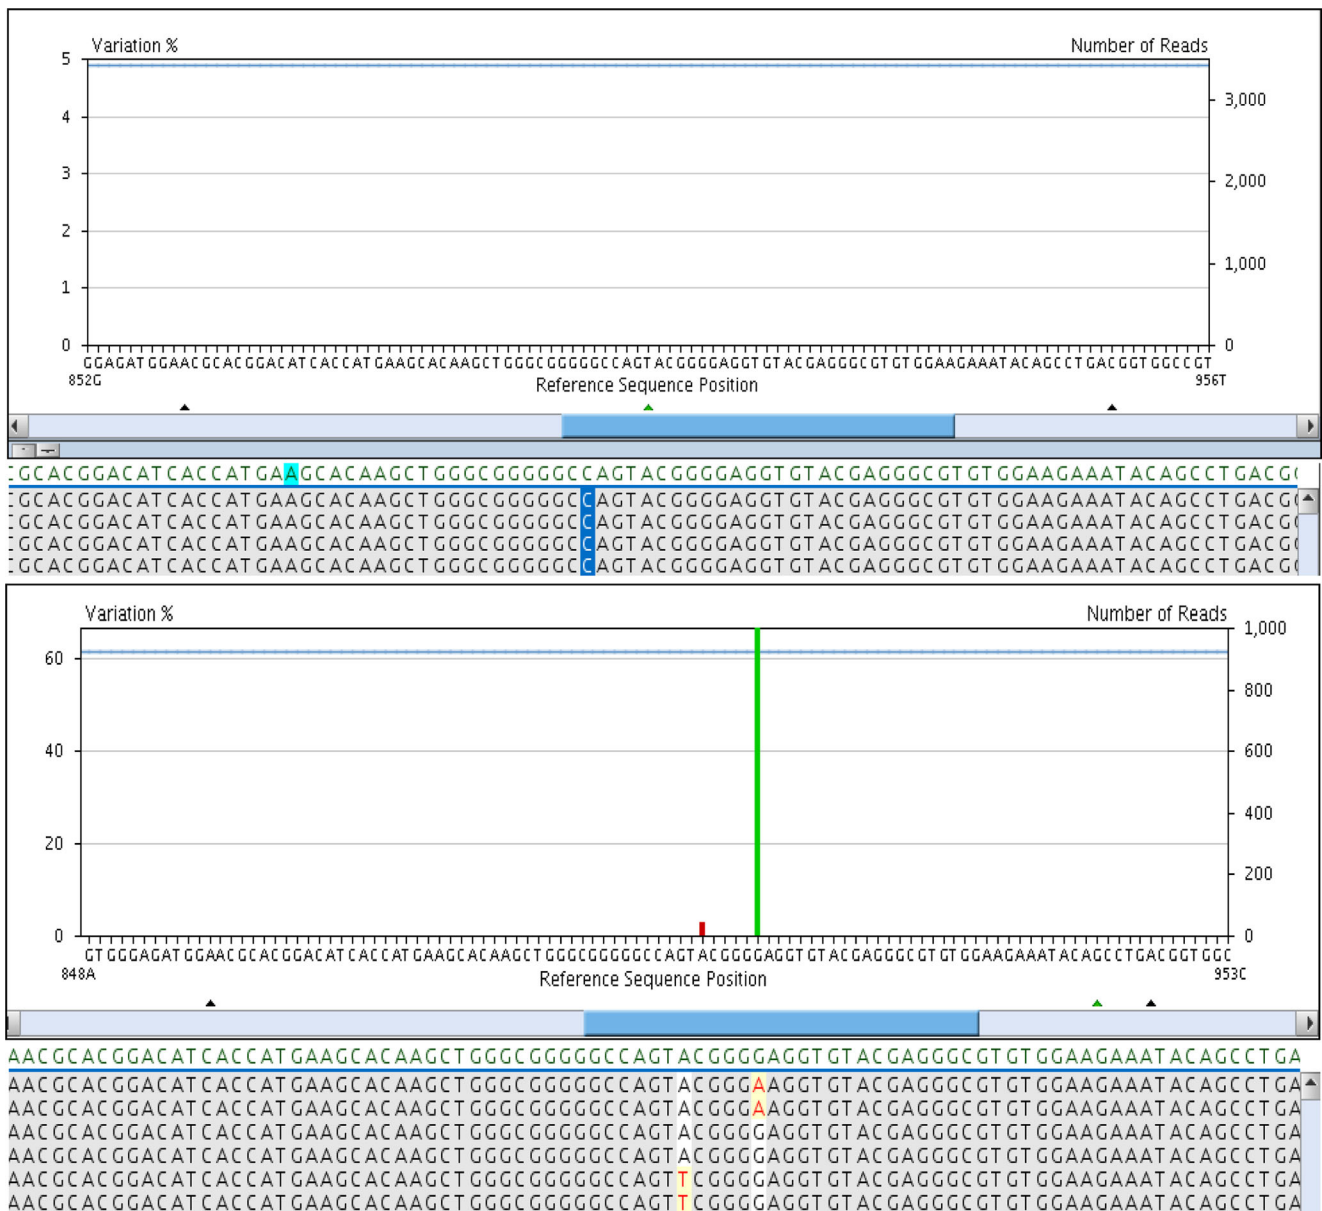 Variation %
Number of Reads
5
4
3
2
1
0
3,000
2,000
1,000
0
GGAGATGGAACGCACGGACATCACCATGAAGCACAAGCTGGGCGGGGGCCAGTACGGGGAGGTGTACGAGGGCGTGTGGAAGAAATACAGCCTGACGGTGGCCGT
852G
Reference Sequence Position
956T
GCACGGACATCACCATGAAGCACAAGCTGGGCGGGGGCCAGTACGGGGAGGTGTACGAGGGCGTGTGGAAGAAATACAGCCTGACG
GCACGGACATCACCATGAAGCACAAGCTGGGCGGGGGCCAGTACGGGGAGGTGTACGAGGGCGTGTGGAAGAAATACAGCCTGACG
GCACGGACATCACCATGAAGCACAAGCTGGGCGGGGGCCAGTACGGGGAGGTGTACGAGGGCGTGTGGAAGAAATACAGCCTGACG
GCACGGACATCACCATGAAGCACAAGCTGGGCGGGGGCCAGTACGGGGAGGTGTACGAGGGCGTGTGGAAGAAATACAGCCTGACG
GCACGGACATCACCATGAAGCACAAGCTGGGCGGGGGCCAGTACGGGGAGGTGTACGAGGGCGTGTGGAAGAAATACAGCCTGACG
Variation %
Number of Reads
60
40
20
0
1,000
800
600
400
200
0
GTGGGAGATGGAACGCACGGACATCACCATGAAGCACAAGCTGGGCGGGGGCCAGTACGGGGAGGTGTACGAGGGCGTGTGGAAGAAATACAGCCTGACGGTGGC
848A
Reference Sequence Position
953C
AACGCACGGACATCACCATGAAGCACAAGCTGGGCGGGGGCCAGTACGGGGAGGTGTACGAGGGCGTGTGGAAGAAATACAGCCTGA
AACGCACGGACATCACCATGAAGCACAAGCTGGGCGGGGGCCAGTACGGGAAGGTGTACGAGGGCGTGTGGAAGAAATACAGCCTGA
AACGCACGGACATCACCATGAAGCACAAGCTGGGCGGGGGCCAGTACGGGAAGGTGTACGAGGGCGTGTGGAAGAAATACAGCCTGA
AACGCACGGACATCACCATGAAGCACAAGCTGGGCGGGGGCCAGTACGGGGAGGTGTACGAGGGCGTGTGGAAGAAATACAGCCTGA
AACGCACGGACATCACCATGAAGCACAAGCTGGGCGGGGGCCAGTACGGGGAGGTGTACGAGGGCGTGTGGAAGAAATACAGCCTGA
AACGCACGGACATCACCATGAAGCACAAGCTGGGCGGGGGCCAGTTCGGGGAGGTGTACGAGGGCGTGTGGAAGAAATACAGCCTGA
AACGCACGGACATCACCATGAAGCACAAGCTGGGCGGGGGCCAGTTCGGGGAGGTGTACGAGGGCGTGTGGAAGAAATACAGCCTGA